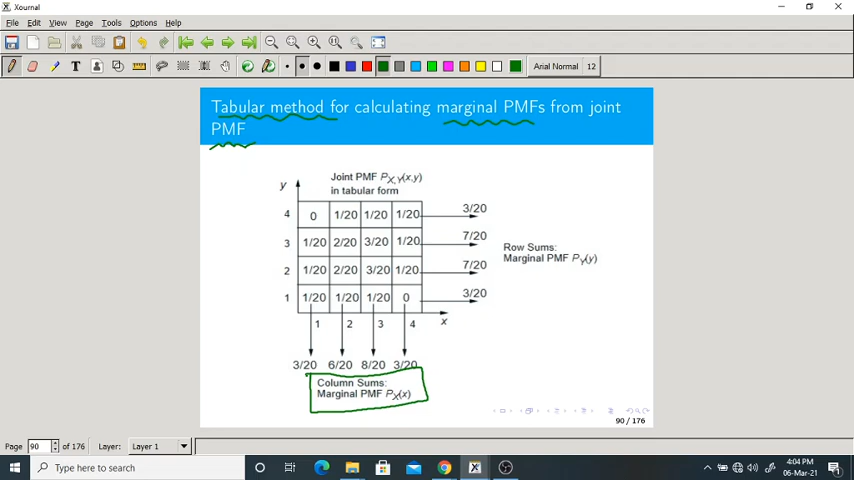 Xournal
File Edit View Page Tools Options Help
Arial Normal 12
Tabular method for calculating marginal PMFs from joint
PMF
Joint PMF PX,Y(x,y)
in tabular form
y
4 0 1/20 1/20 1/20 3/20
3 1/20 2/20 3/20 1/20 7/20
2 1/20 2/20 3/20 1/20 7/20
1 1/20 1/20 1/20 0 3/20
Row Sums:
Marginal PMF PY(y)
1 2 3 4 x
3/20 6/20 8/20 3/20
Column Sums:
Marginal PMF PX(x)
90 / 176
Page 90 of 176 Layer: Layer 1
Type here to search
4:04 PM
06-Mar-21